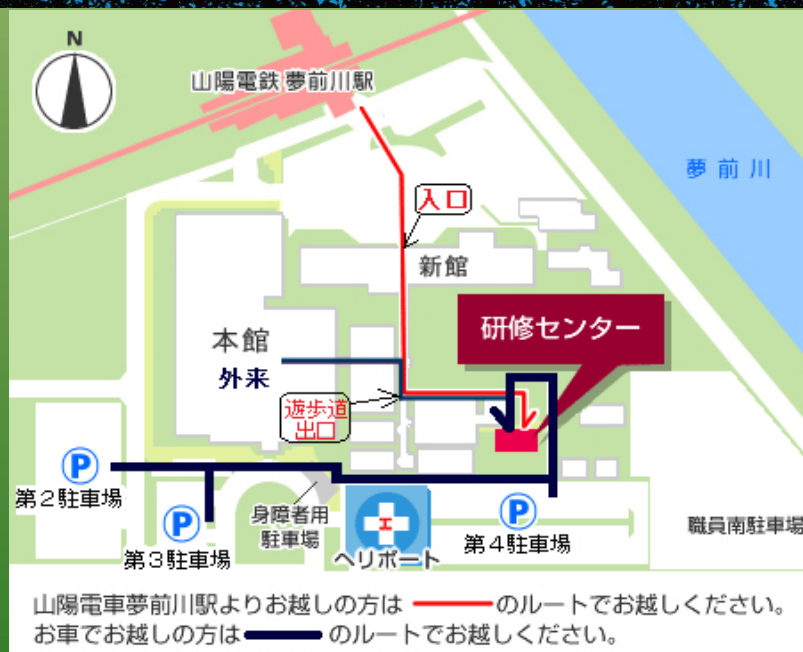 N
山陽電鉄 夢前川駅
夢前川
入口
新館
研修センター
本館
外来
遊歩道
出口
P
第2駐車場
P
第3駐車場
身障者用
駐車場
ヘリポート
H
P
第4駐車場
職員南駐車場
山陽電車夢前川駅よりお越しの方は のルートでお越しください。
お車でお越しの方は のルートでお越しください。